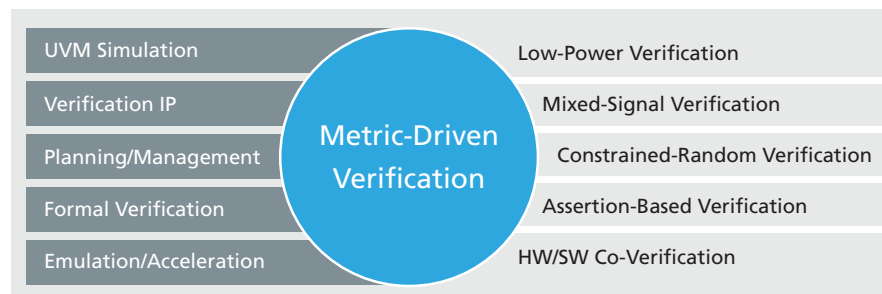 UVM Simulation
Verification IP
Planning/Management
Formal Verification
Emulation/Acceleration
Metric-Driven
Verification
Low-Power Verification
Mixed-Signal Verification
Constrained-Random Verification
Assertion-Based Verification
HW/SW Co-Verification